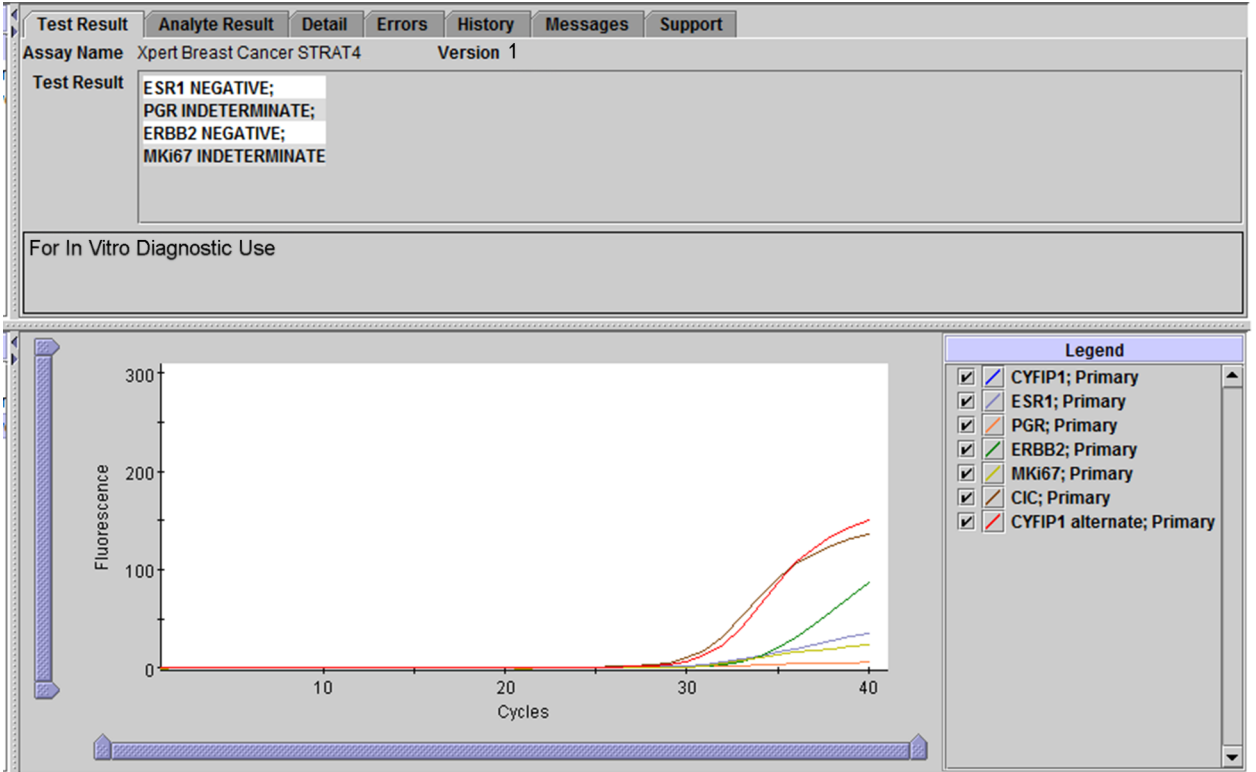 Test Result Analyte Result Detail Errors History Messages Support
Assay Name Xpert Breast Cancer STRAT4 Version 1
Test Result
ESR1 NEGATIVE;
PGR INDETERMINATE;
ERBB2 NEGATIVE;
MKi67 INDETERMINATE
For In Vitro Diagnostic Use
300
200
100
0
Fluorescence
10 20 30 40
Cycles
Legend
CYFIP1; Primary
ESR1; Primary
PGR; Primary
ERBB2; Primary
MKi67; Primary
CIC; Primary
CYFIP1 alternate; Primary